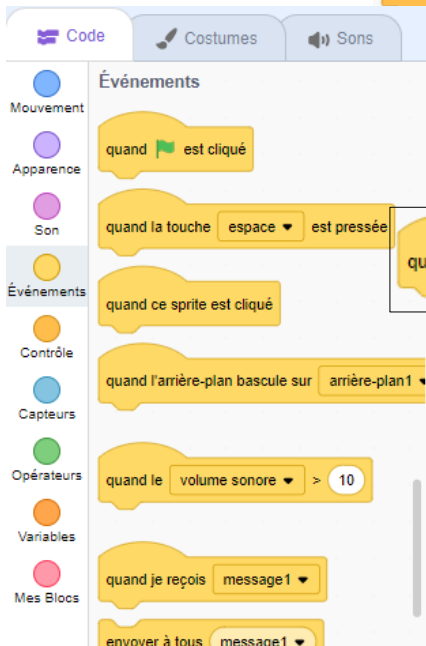 Code Costumes Sons
Événements
Mouvement
Apparence
Son
Événements
Contrôle
Capteurs
Opérateurs
Variables
Mes Blocs
quand est cliqué
quand la touche espace est pressée
qu
quand ce sprite est cliqué
quand l'arrière-plan bascule sur arrière-plan1
quand le volume sonore > 10
quand je reçois message1
envoyer à tous message1